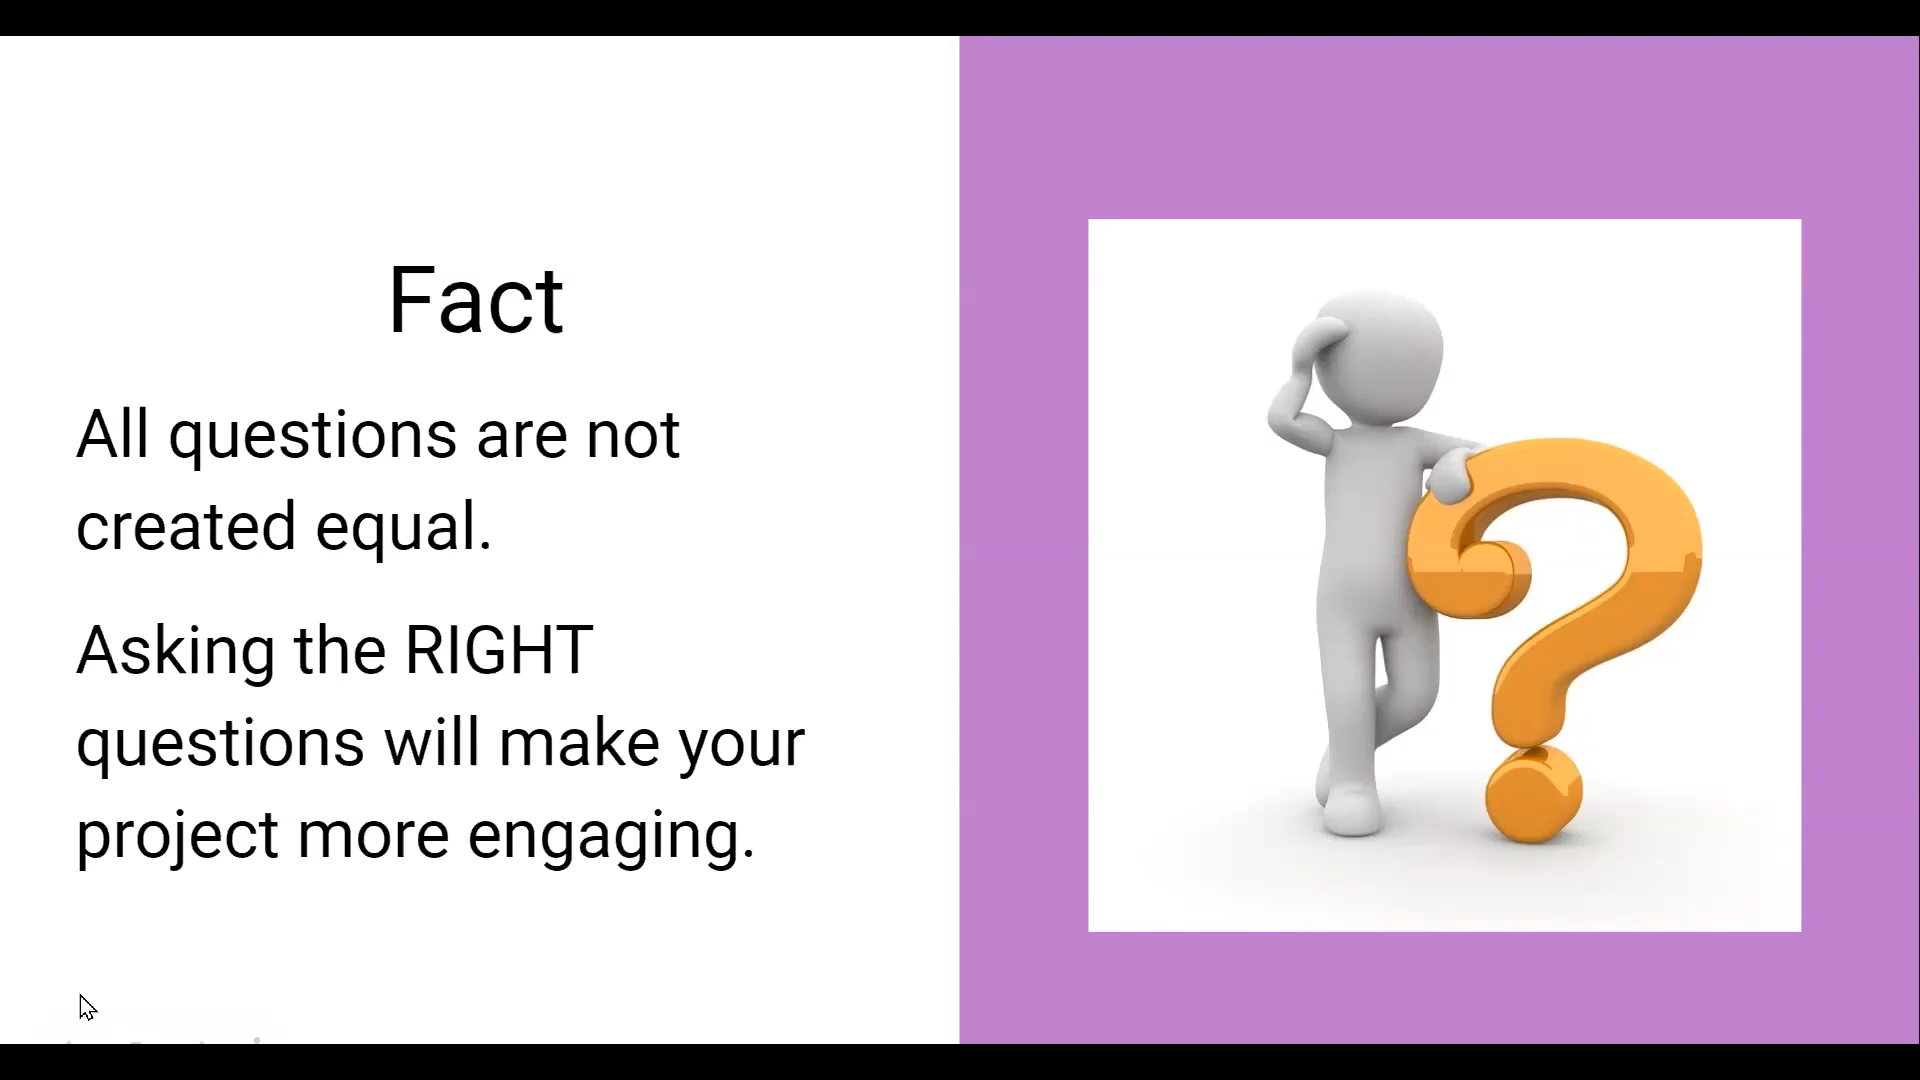 Fact
All questions are not
created equal.
Asking the RIGHT
questions will make your
project more engaging.